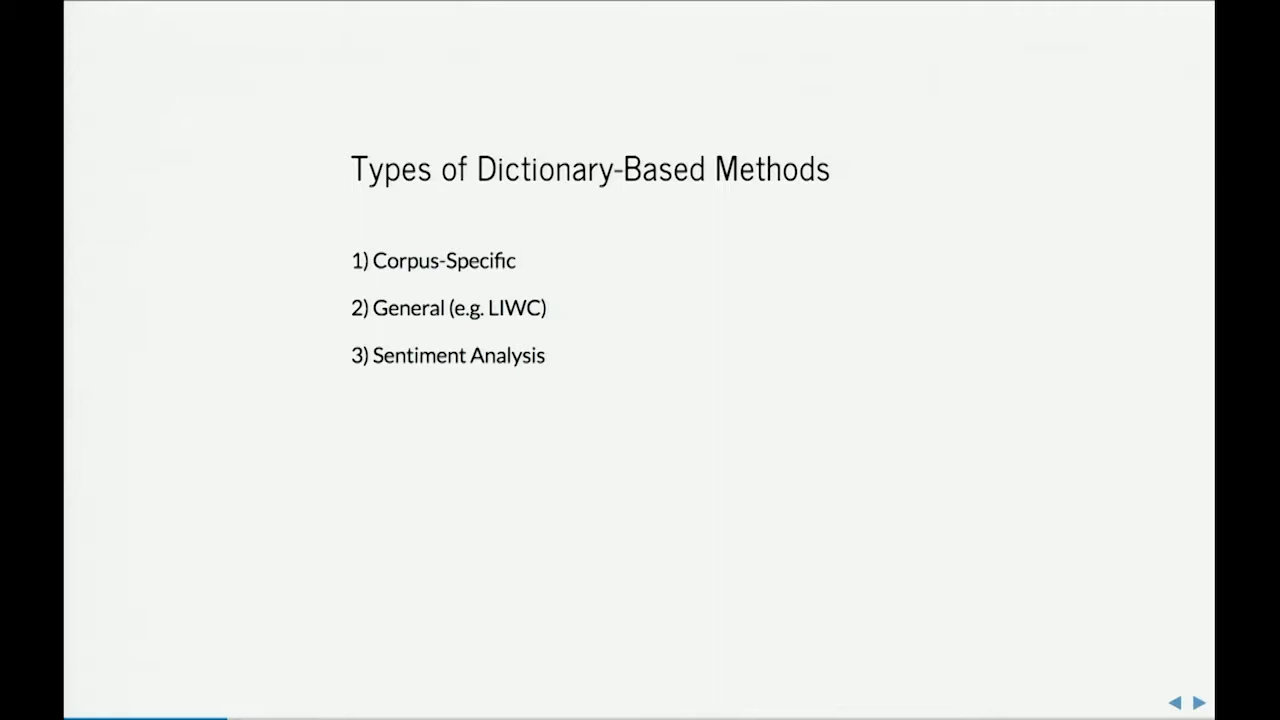 Types of Dictionary-Based Methods
1) Corpus-Specific
2) General (e.g. LIWC)
3) Sentiment Analysis